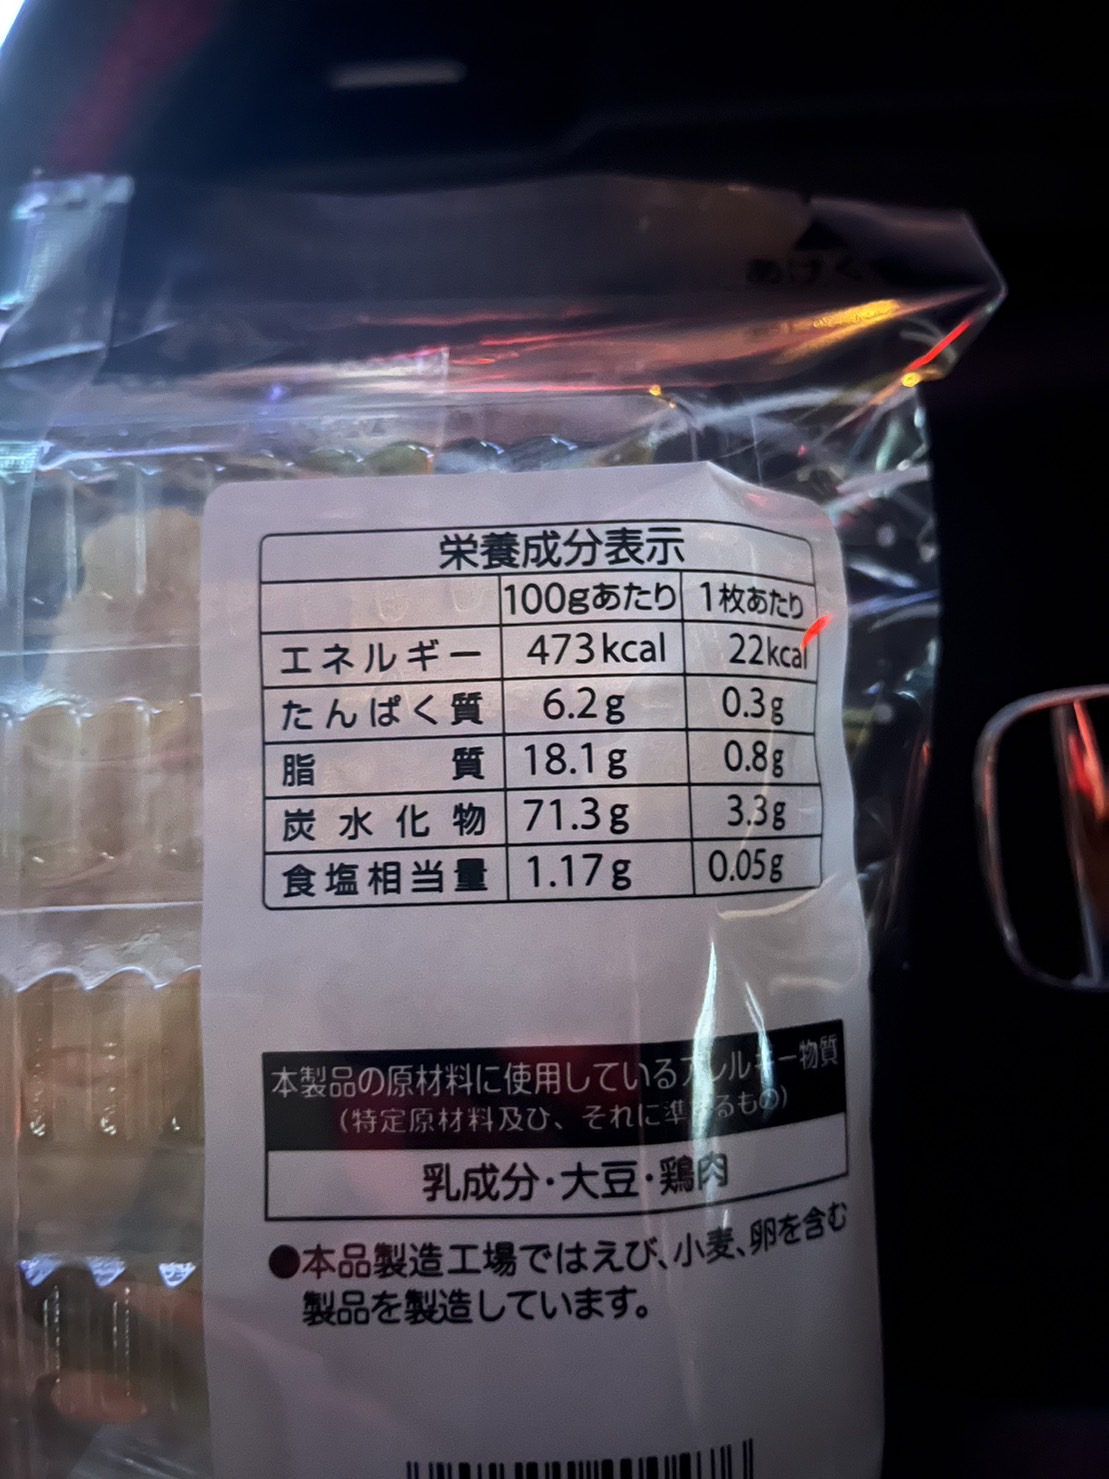 あけく
栄養成分表示
100gあたり 1枚あたり
エネルギー 473kcal 22kcal
たんぱく質 6.2g 0.3g
脂質 18.1g 0.8g
炭水化物 71.3g 3.3g
食塩相当量 1.17g 0.05g
本製品の原材料に使用しているアレルギー物質
(特定原材料及び、それに準ずるもの)
乳成分・大豆・鶏肉
●本品製造工場ではえび、小麦、卵を含む
製品を製造しています。